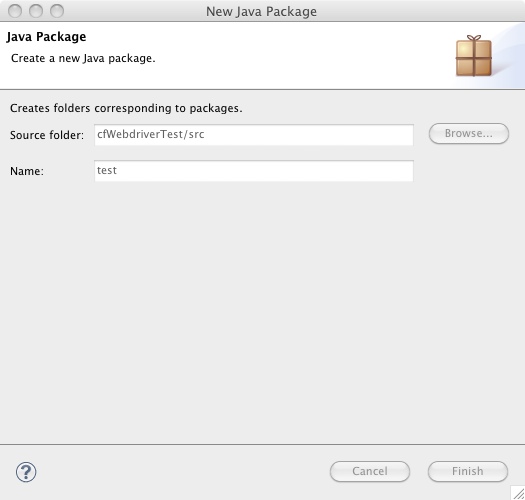 New Java Package
Java Package
Create a new Java package.
Creates folders corresponding to packages.
Source folder: cfWebdriverTest/src Browse...
Name: test
? Cancel Finish